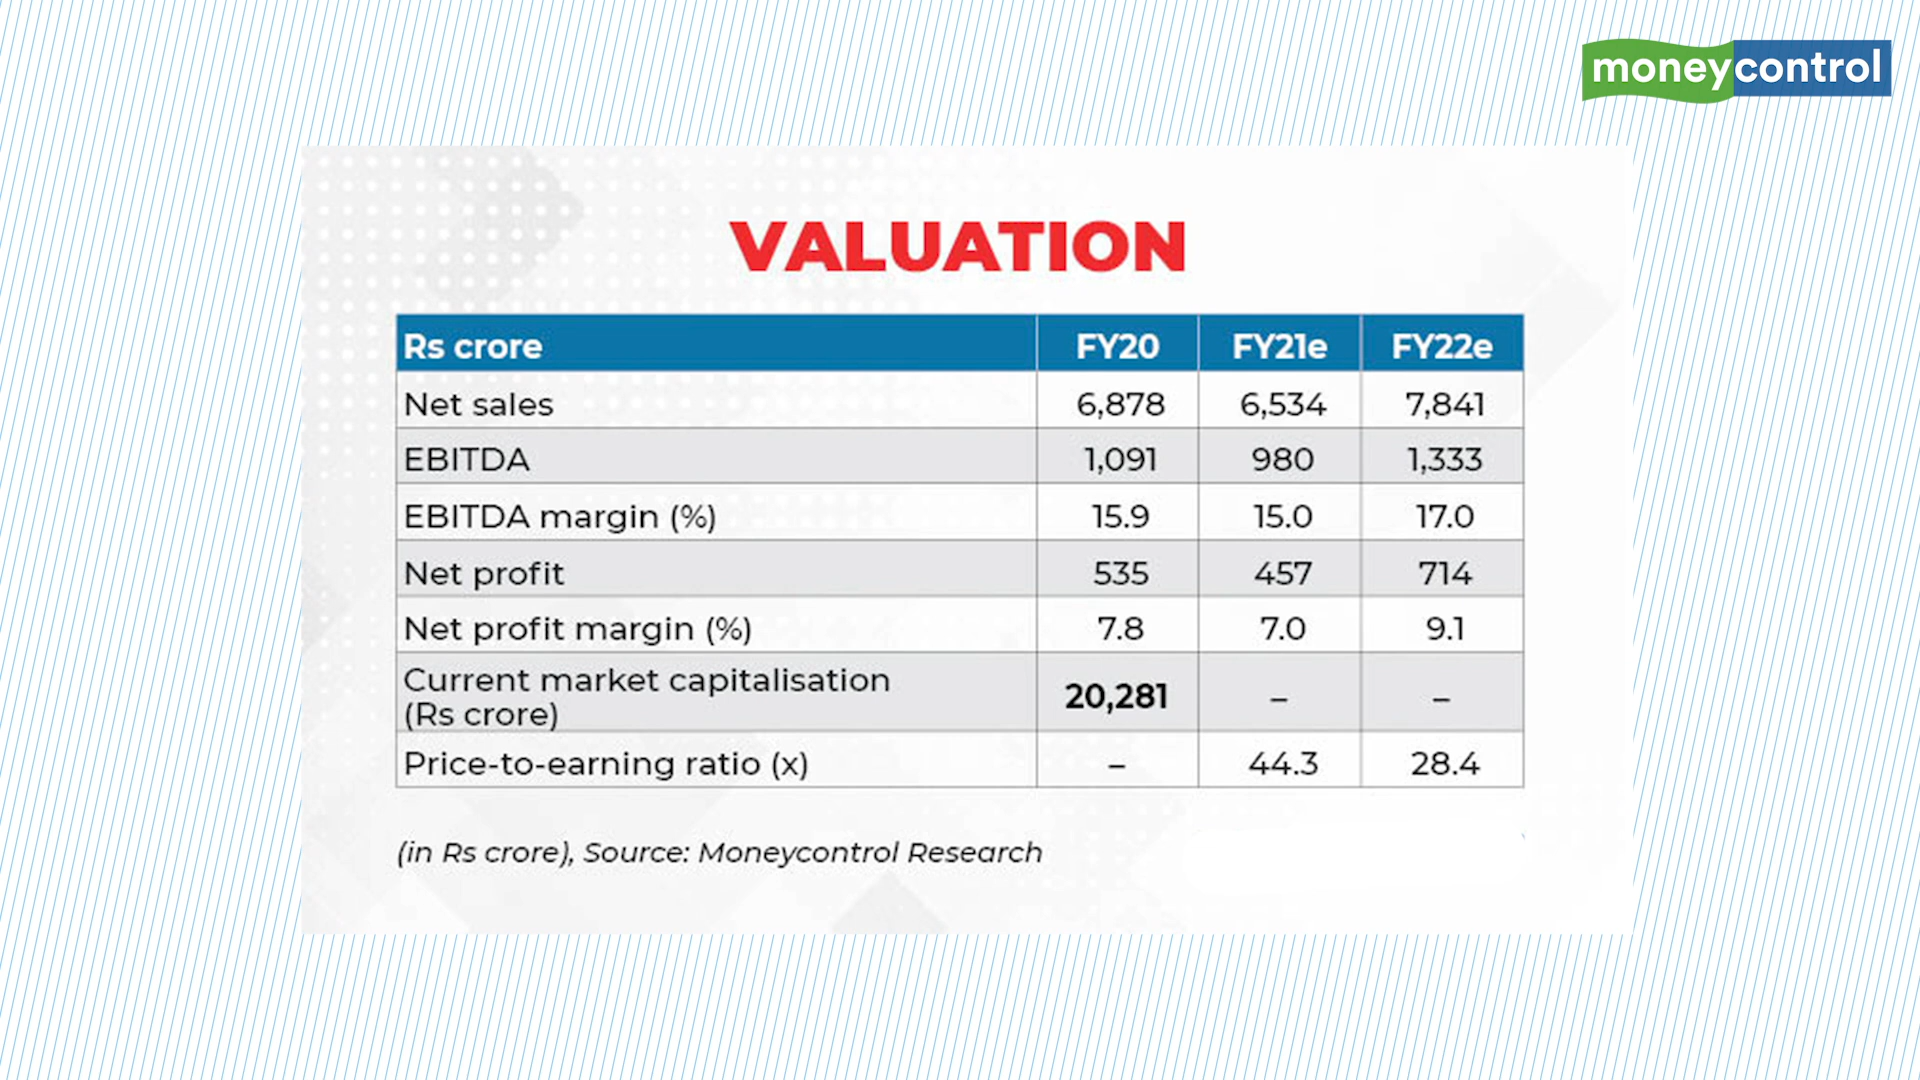 moneycontrol
VALUATION
Rs crore FY20 FY21e FY22e
Net sales 6,878 6,534 7,841
EBITDA 1,091 980 1,333
EBITDA margin (%) 15.9 15.0 17.0
Net profit 535 457 714
Net profit margin (%) 7.8 7.0 9.1
Current market capitalisation
(Rs crore) 20,281 – –
Price-to-earning ratio (x) – 44.3 28.4
(in Rs crore), Source: Moneycontrol Research